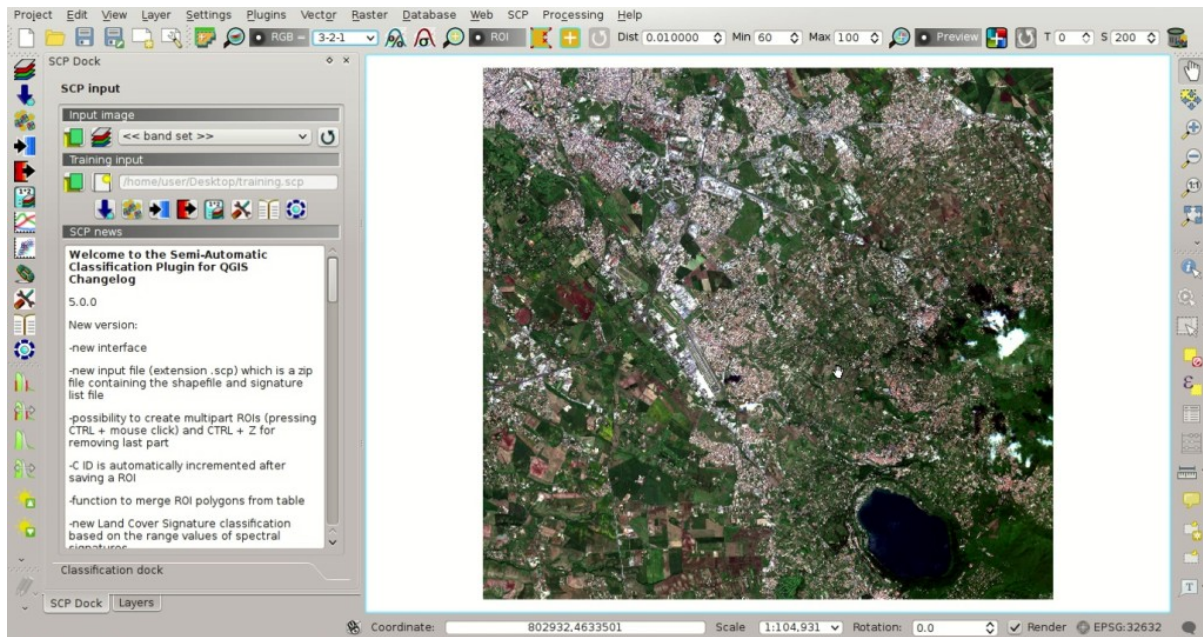 Project Edit View Layer Settings Plugins Vector Raster Database Web SCP Processing Help
RGB = 3-2-1 ROI Dist 0.010000 Min 60 Max 100 Preview T 0 S 200
SCP Dock
SCP input
Input image
<< band set >>
Training input
/home/user/Desktop/training.scp
SCP news
Welcome to the Semi-Automatic
Classification Plugin for QGIS
Changelog
5.0.0
New version:
-new interface
-new input file (extension .scp) which is a zip
file containing the shapefile and signature
list file
-possibility to create multipart ROIs (pressing
CTRL + mouse click) and CTRL + Z for
removing last part
-C ID is automatically incremented after
saving a ROI
-function to merge ROI polygons from table
-new Land Cover Signature classification
based on the range values of spectral
signatures
Classification dock
SCP Dock Layers
Coordinate: 802932,4633501 Scale 1:104,931 Rotation: 0.0 Render EPSG:32632